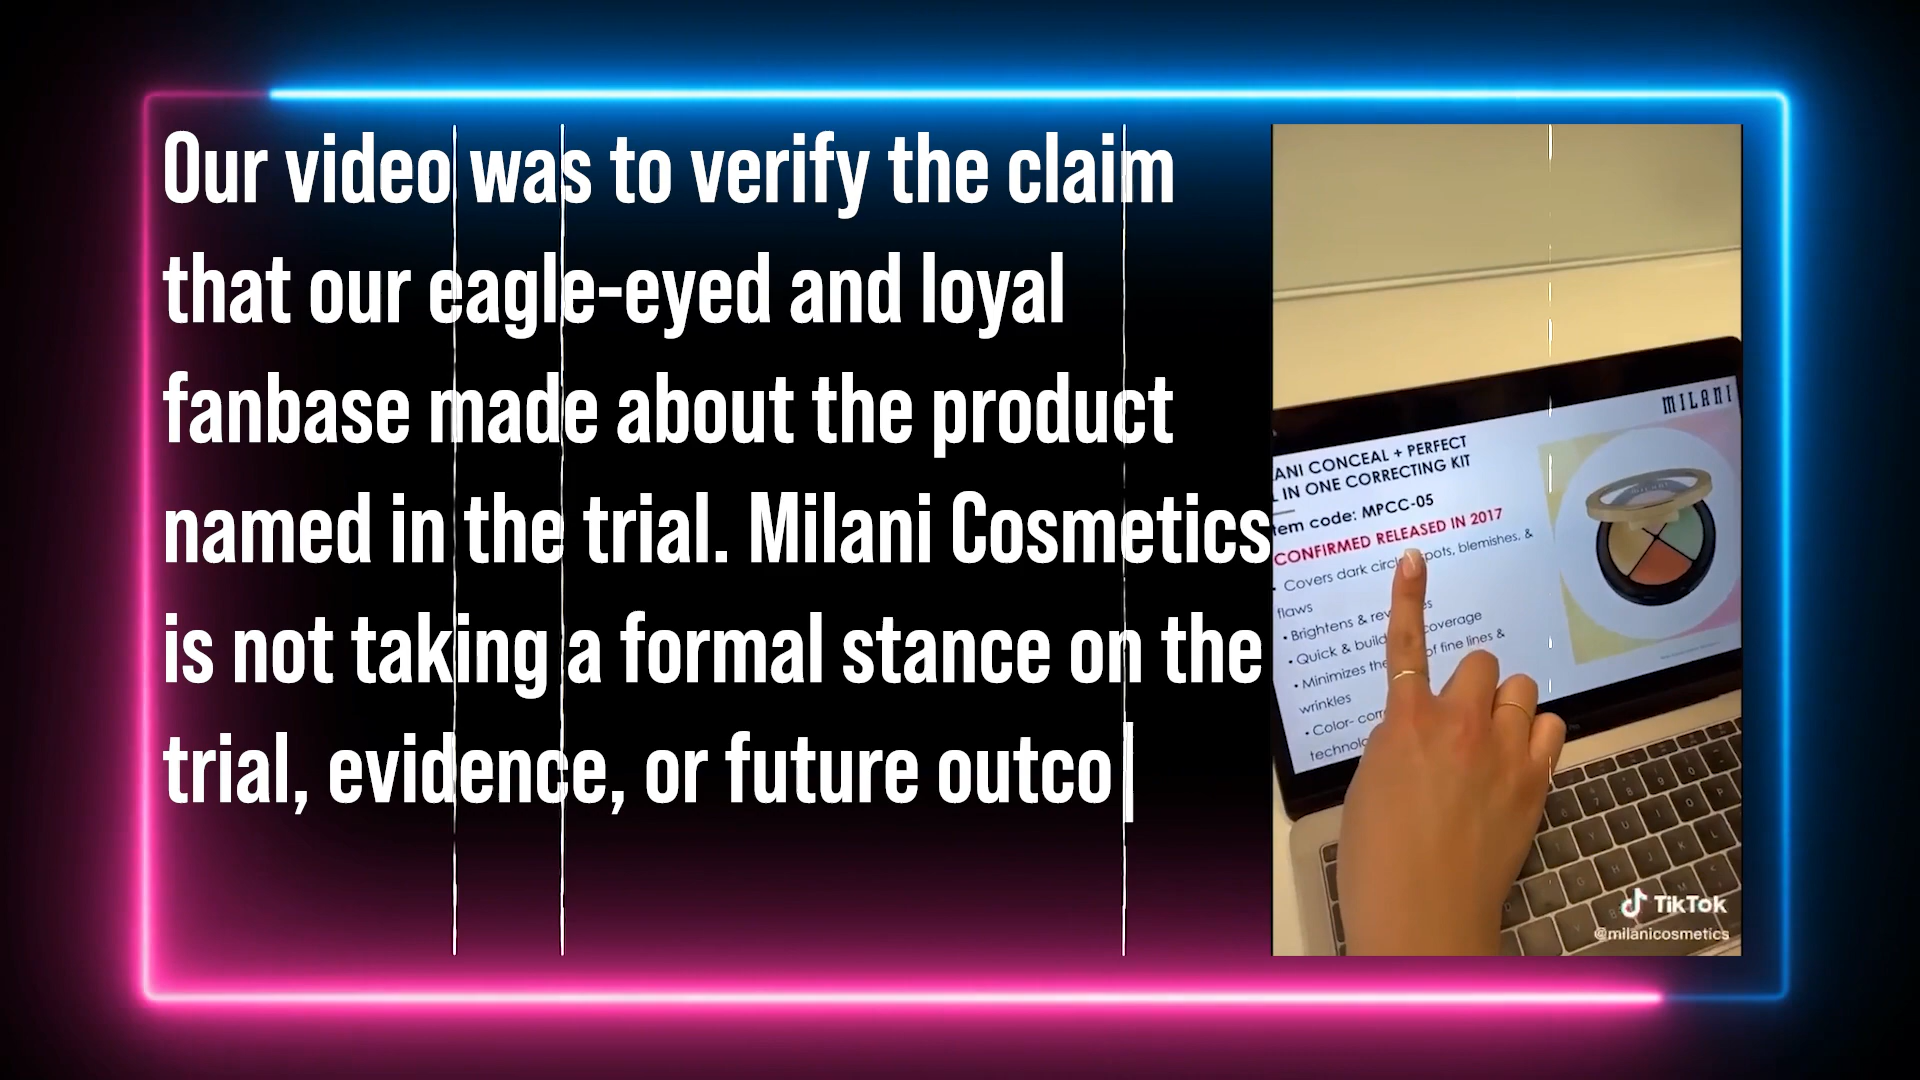 Our video was to verify the claim
that our eagle-eyed and loyal
fanbase made about the product
named in the trial. Milani Cosmetics
is not taking a formal stance on the
trial, evidence, or future outco
MILANI
ANI CONCEAL + PERFECT
L IN ONE CORRECTING KIT
tem code: MPCC-05
CONFIRMED RELEASED IN 2017
• Covers dark circ spots, blemishes, &
flaws
• Brightens & rev es
• Quick & build coverage
• Minimizes the of fine lines &
wrinkles
• Color- corr
technolo
TikTok
@milanicosmetics